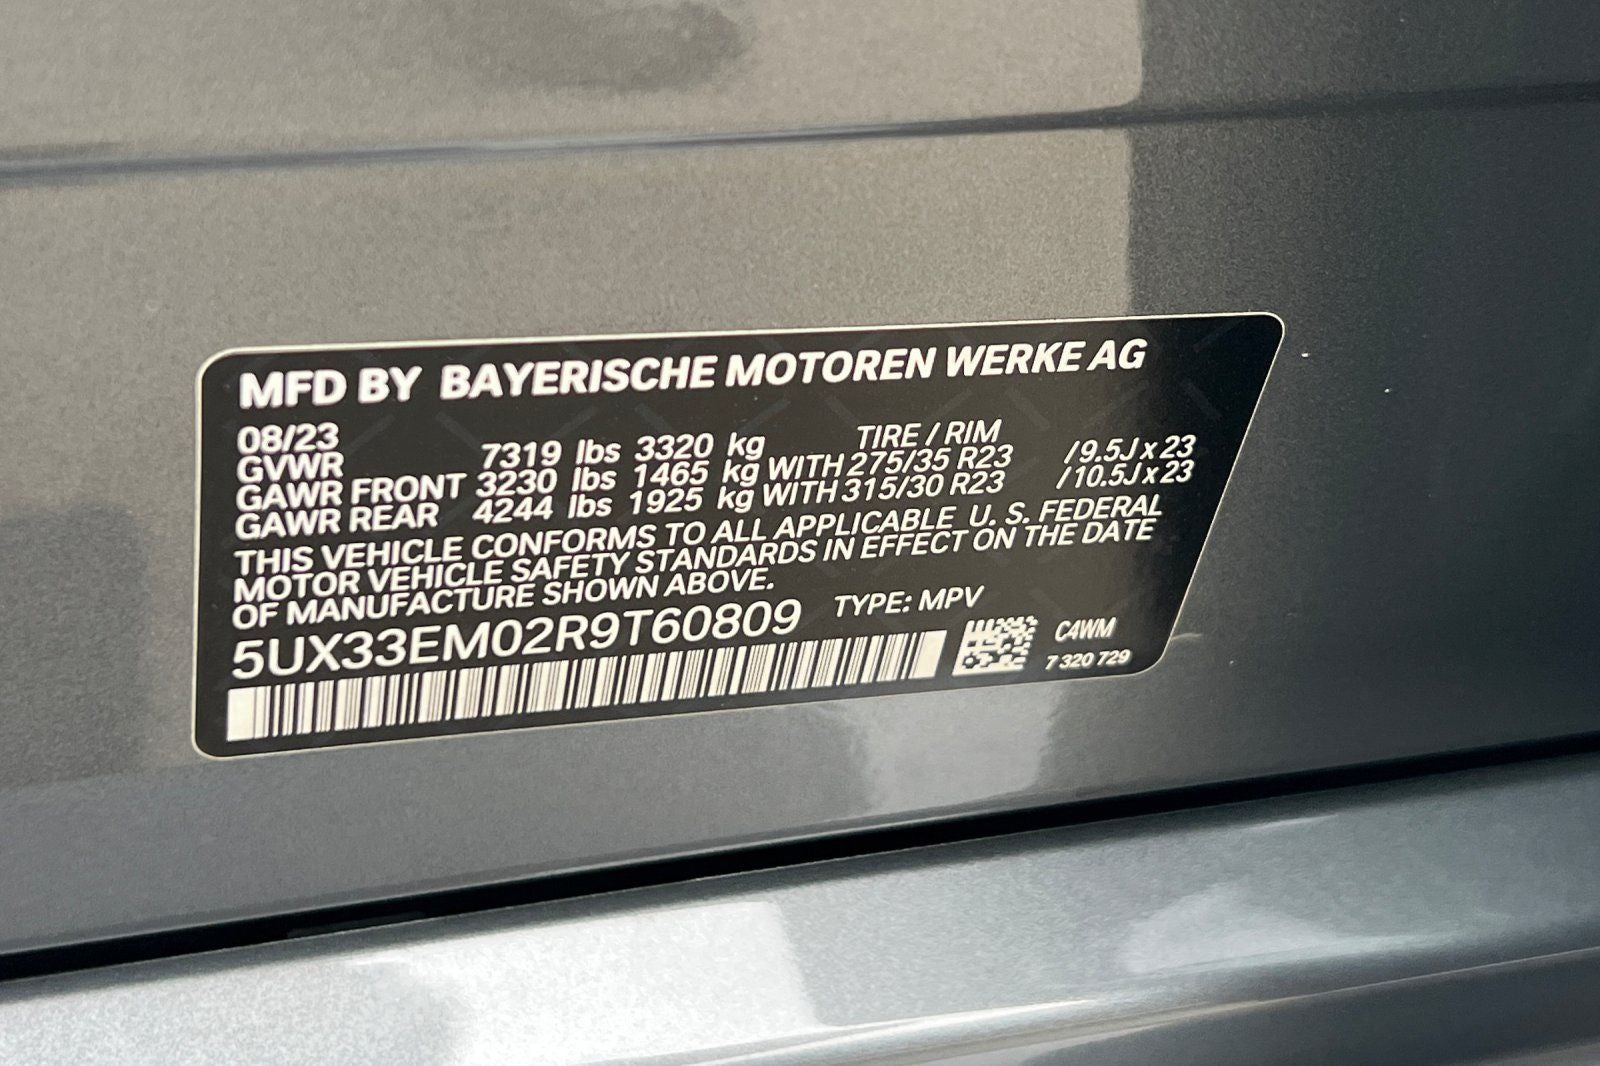 MFD BY BAYERISCHE MOTOREN WERKE AG
08/23 TIRE / RIM
GVWR 7319 lbs 3320 kg
GAWR FRONT 3230 lbs 1465 kg WITH 275/35 R23 /9.5J x 23
GAWR REAR 4244 lbs 1925 kg WITH 315/30 R23 /10.5J x 23
THIS VEHICLE CONFORMS TO ALL APPLICABLE U. S. FEDERAL
MOTOR VEHICLE SAFETY STANDARDS IN EFFECT ON THE DATE
OF MANUFACTURE SHOWN ABOVE.
5UX33EM02R9T60809 TYPE: MPV
C4WM
7 320 729